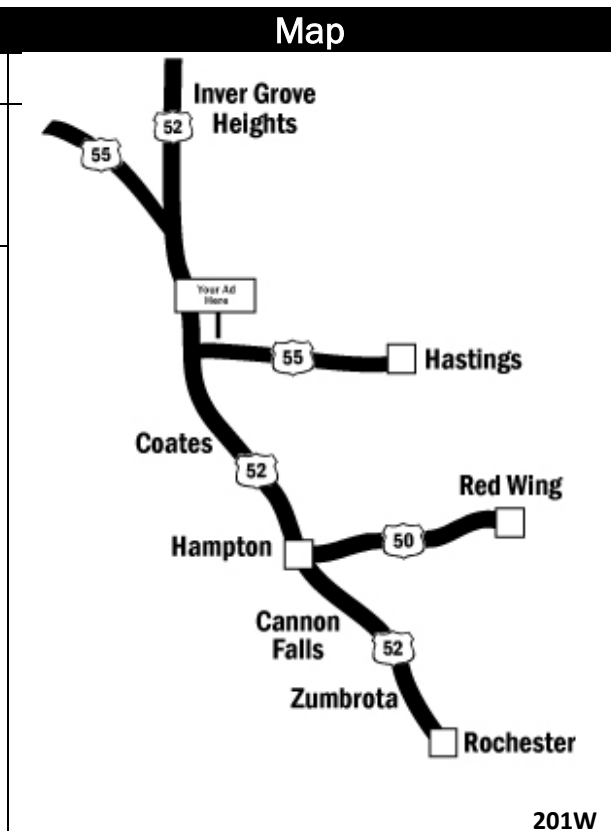 Map
Inver Grove
Heights
52
55
Your Ad
Here
55
Hastings
Coates
52
Red Wing
Hampton
50
Cannon
Falls
52
Zumbrota
Rochester
201W